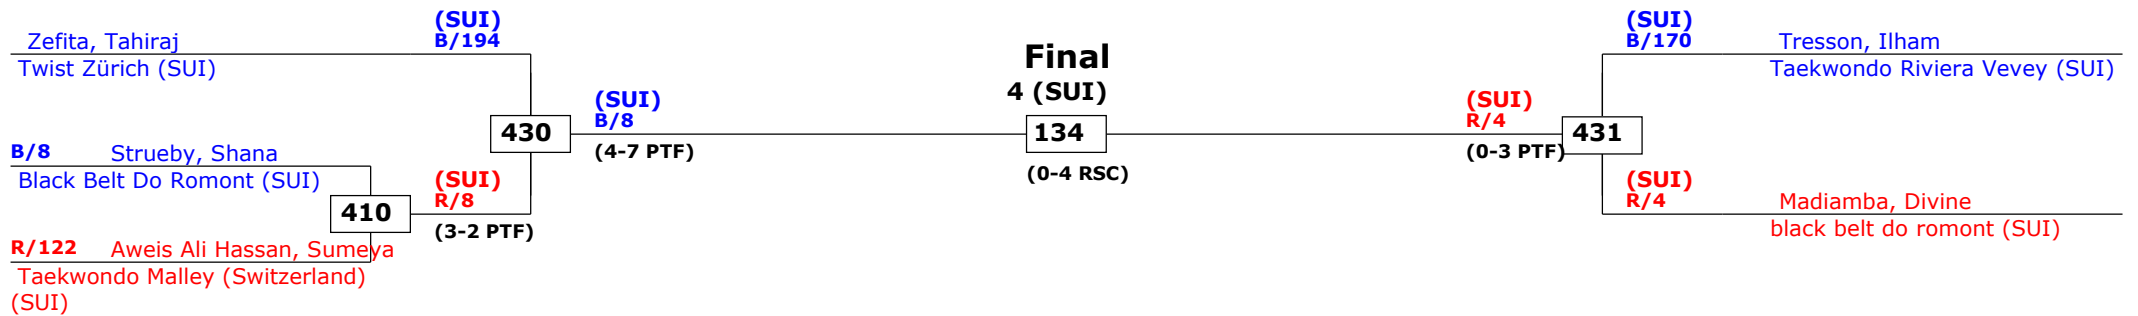 (SUI)
B/194
Zefita, Tahiraj
Twist Zürich (SUI)
B/8 Strueby, Shana
Black Belt Do Romont (SUI)
410
(SUI)
R/8
(3-2 PTF)
R/122 Aweis Ali Hassan, Sumeya
Taekwondo Malley (Switzerland)
(SUI)
430
(SUI)
B/8
(4-7 PTF)
Final
4 (SUI)
134
(0-4 RSC)
(SUI)
R/4
(0-3 PTF)
431
(SUI)
B/170 Tresson, Ilham
Taekwondo Riviera Vevey (SUI)
(SUI)
R/4 Madiamba, Divine
black belt do romont (SUI)